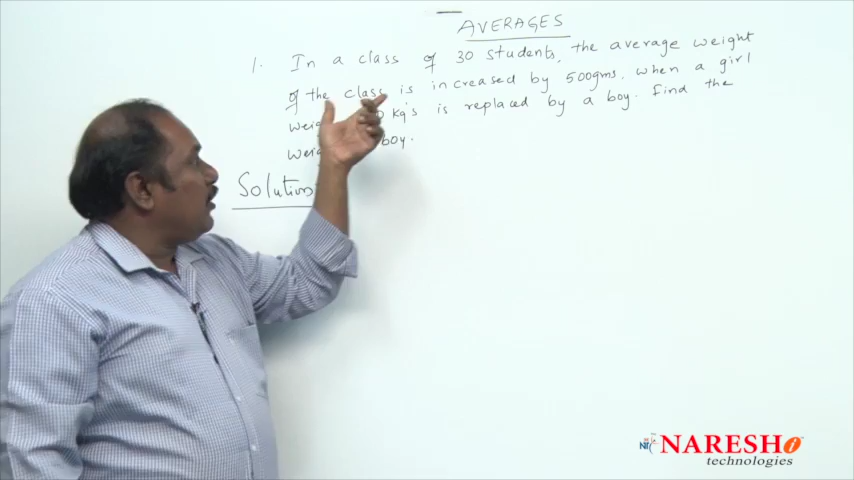 AVERAGES
1. In a class of 30 students, the average weight
of the class is increased by 500gms, when a girl
kg's is replaced by a boy. Find the
boy.
Solution
NARESHi
technologies